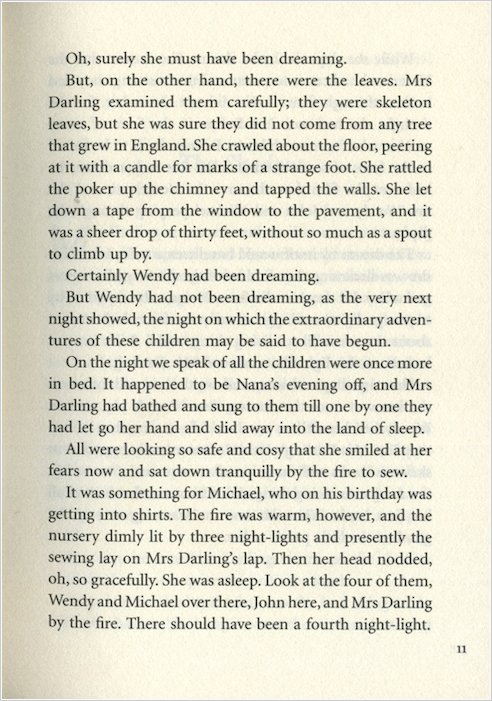 Oh, surely she must have been dreaming.
But, on the other hand, there were the leaves. Mrs
Darling examined them carefully; they were skeleton
leaves, but she was sure they did not come from any tree
that grew in England. She crawled about the floor, peering
at it with a candle for marks of a strange foot. She rattled
the poker up the chimney and tapped the walls. She let
down a tape from the window to the pavement, and it
was a sheer drop of thirty feet, without so much as a spout
to climb up by.
Certainly Wendy had been dreaming.
But Wendy had not been dreaming, as the very next
night showed, the night on which the extraordinary adven-
tures of these children may be said to have begun.
On the night we speak of all the children were once more
in bed. It happened to be Nana's evening off, and Mrs
Darling had bathed and sung to them till one by one they
had let go her hand and slid away into the land of sleep.
All were looking so safe and cosy that she smiled at her
fears now and sat down tranquilly by the fire to sew.
It was something for Michael, who on his birthday was
getting into shirts. The fire was warm, however, and the
nursery dimly lit by three night-lights and presently the
sewing lay on Mrs Darling's lap. Then her head nodded,
oh, so gracefully. She was asleep. Look at the four of them,
Wendy and Michael over there, John here, and Mrs Darling
by the fire. There should have been a fourth night-light.
11